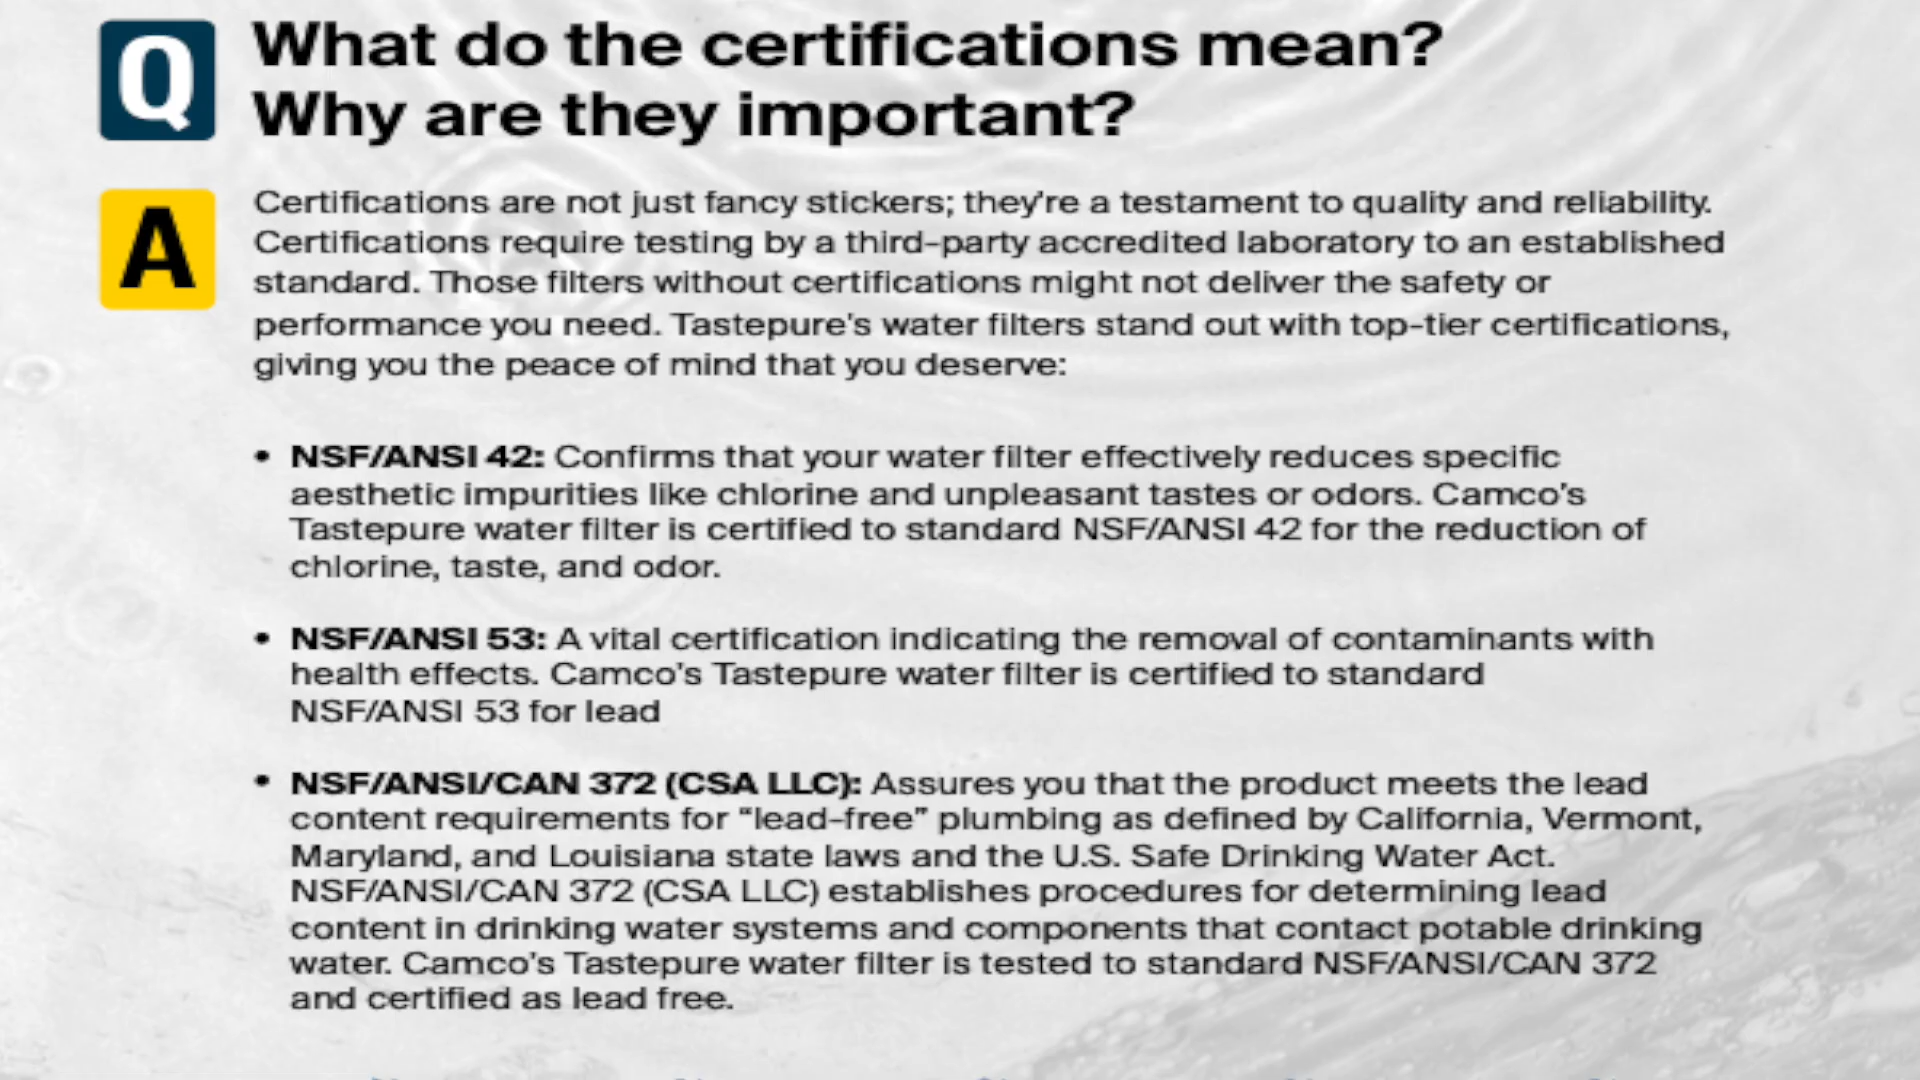 Q
What do the certifications mean?
Why are they important?
A
Certifications are not just fancy stickers; they're a testament to quality and reliability.
Certifications require testing by a third-party accredited laboratory to an established
standard. Those filters without certifications might not deliver the safety or
performance you need. Tastepure's water filters stand out with top-tier certifications,
giving you the peace of mind that you deserve:
• NSF/ANSI 42: Confirms that your water filter effectively reduces specific
aesthetic impurities like chlorine and unpleasant tastes or odors. Camco's
Tastepure water filter is certified to standard NSF/ANSI 42 for the reduction of
chlorine, taste, and odor.
• NSF/ANSI 53: A vital certification indicating the removal of contaminants with
health effects. Camco's Tastepure water filter is certified to standard
NSF/ANSI 53 for lead
• NSF/ANSI/CAN 372 (CSA LLC): Assures you that the product meets the lead
content requirements for “lead-free” plumbing as defined by California, Vermont,
Maryland, and Louisiana state laws and the U.S. Safe Drinking Water Act.
NSF/ANSI/CAN 372 (CSA LLC) establishes procedures for determining lead
content in drinking water systems and components that contact potable drinking
water. Camco's Tastepure water filter is tested to standard NSF/ANSI/CAN 372
and certified as lead free.